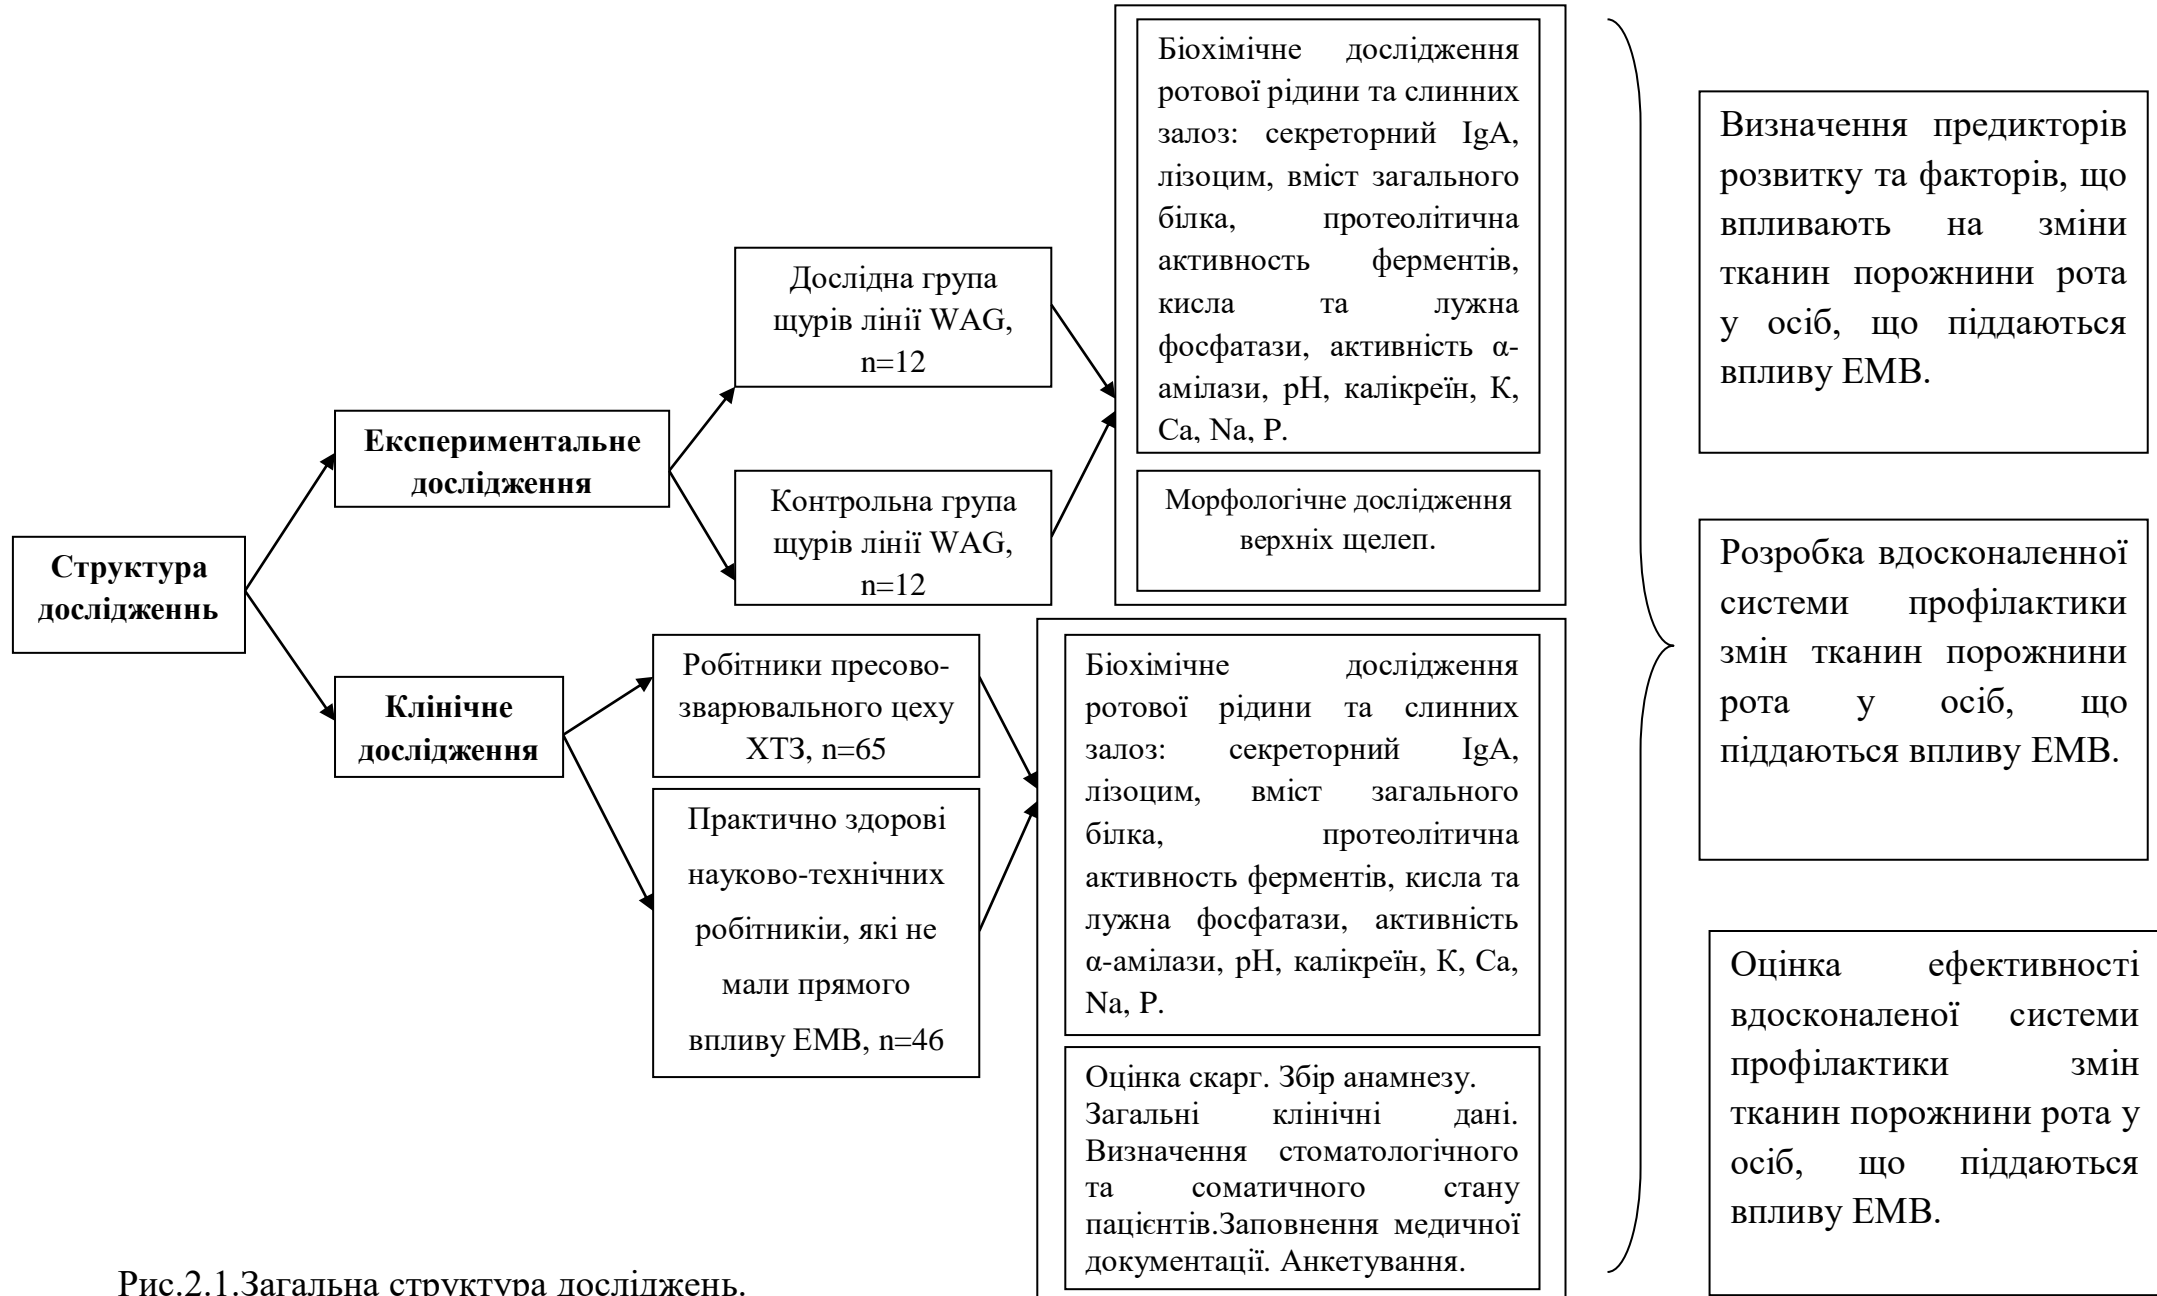 Структура
дослідженнь
Експериментальне
дослідження
Клінічне
дослідження
Дослідна група
щурів лінії WAG,
n=12
Контрольна група
щурів лінії WAG,
n=12
Робітники пресово-
зварювального цеху
ХТЗ, n=65
Практично здорові
науково-технічних
робітникіи, які не
мали прямого
впливу ЕМВ, n=46
Біохімічне дослідження
ротової рідини та слинних
залоз: секреторний IgA,
лізоцим, вміст загального
білка, протеолітична
активность ферментів,
кисла та лужна
фосфатази, активність α-
амілази, рН, калікреїн, К,
Са, Na, Р.
Морфологічне дослідження
верхніх щелеп.
Біохімічне дослідження
ротової рідини та слинних
залоз: секреторний IgA,
лізоцим, вміст загального
білка, протеолітична
активность ферментів, кисла та
лужна фосфатази, активність
α-амілази, рН, калікреїн, К, Са,
Na, Р.
Оцінка скарг. Збір анамнезу.
Загальні клінічні дані.
Визначення стоматологічного
та соматичного стану
пацієнтів.Заповнення медичної
документації. Анкетування.
Визначення предикторів
розвитку та факторів, що
впливають на зміни
тканин порожнини рота
у осіб, що піддаються
впливу ЕМВ.
Розробка вдосконаленної
системи профілактики
змін тканин порожнини
рота у осіб, що
піддаються впливу ЕМВ.
Оцінка ефективності
вдосконаленої системи
профілактики змін
тканин порожнини рота у
осіб, що піддаються
впливу ЕМВ.
Рис.2.1.Загальна структура досліджень.